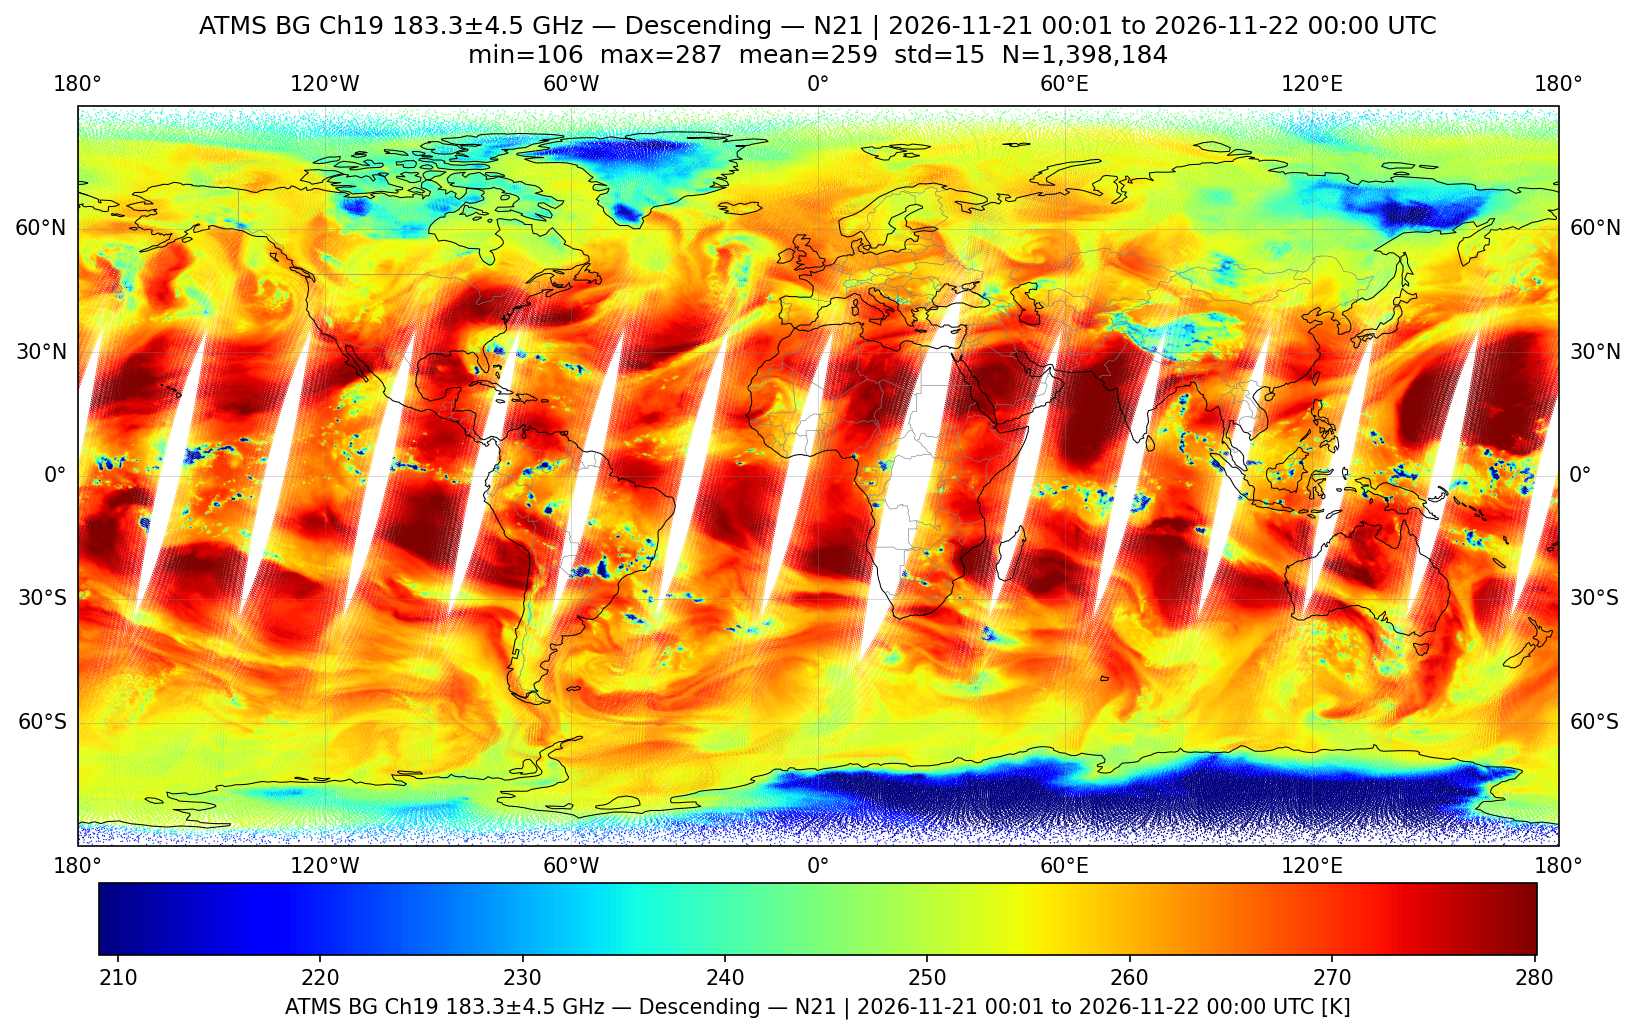 ATMS BG Ch19 183.3±4.5 GHz — Descending — N21 | 2026-11-21 00:01 to 2026-11-22 00:00 UTC
min=106 max=287 mean=259 std=15 N=1,398,184
180° 120°W 60°W 0° 60°E 120°E 180°
60°N 60°N
30°N 30°N
0° 0°
30°S 30°S
60°S 60°S
180° 120°W 60°W 0° 60°E 120°E 180°
210 220 230 240 250 260 270 280
ATMS BG Ch19 183.3±4.5 GHz — Descending — N21 | 2026-11-21 00:01 to 2026-11-22 00:00 UTC [K]